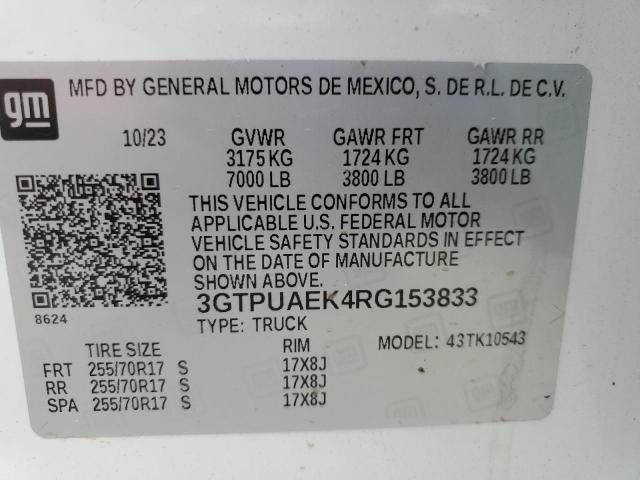 gm
MFD BY GENERAL MOTORS DE MEXICO, S. DE R.L. DE C.V.
10/23 GVWR GAWR FRT GAWR RR
3175 KG 1724 KG 1724 KG
7000 LB 3800 LB 3800 LB
THIS VEHICLE CONFORMS TO ALL
APPLICABLE U.S. FEDERAL MOTOR
VEHICLE SAFETY STANDARDS IN EFFECT
ON THE DATE OF MANUFACTURE
SHOWN ABOVE.
8624
3GTPUAEK4RG153833
TYPE: TRUCK MODEL: 43TK10543
TIRE SIZE RIM
FRT 255/70R17 S 17X8J
RR 255/70R17 S 17X8J
SPA 255/70R17 S 17X8J